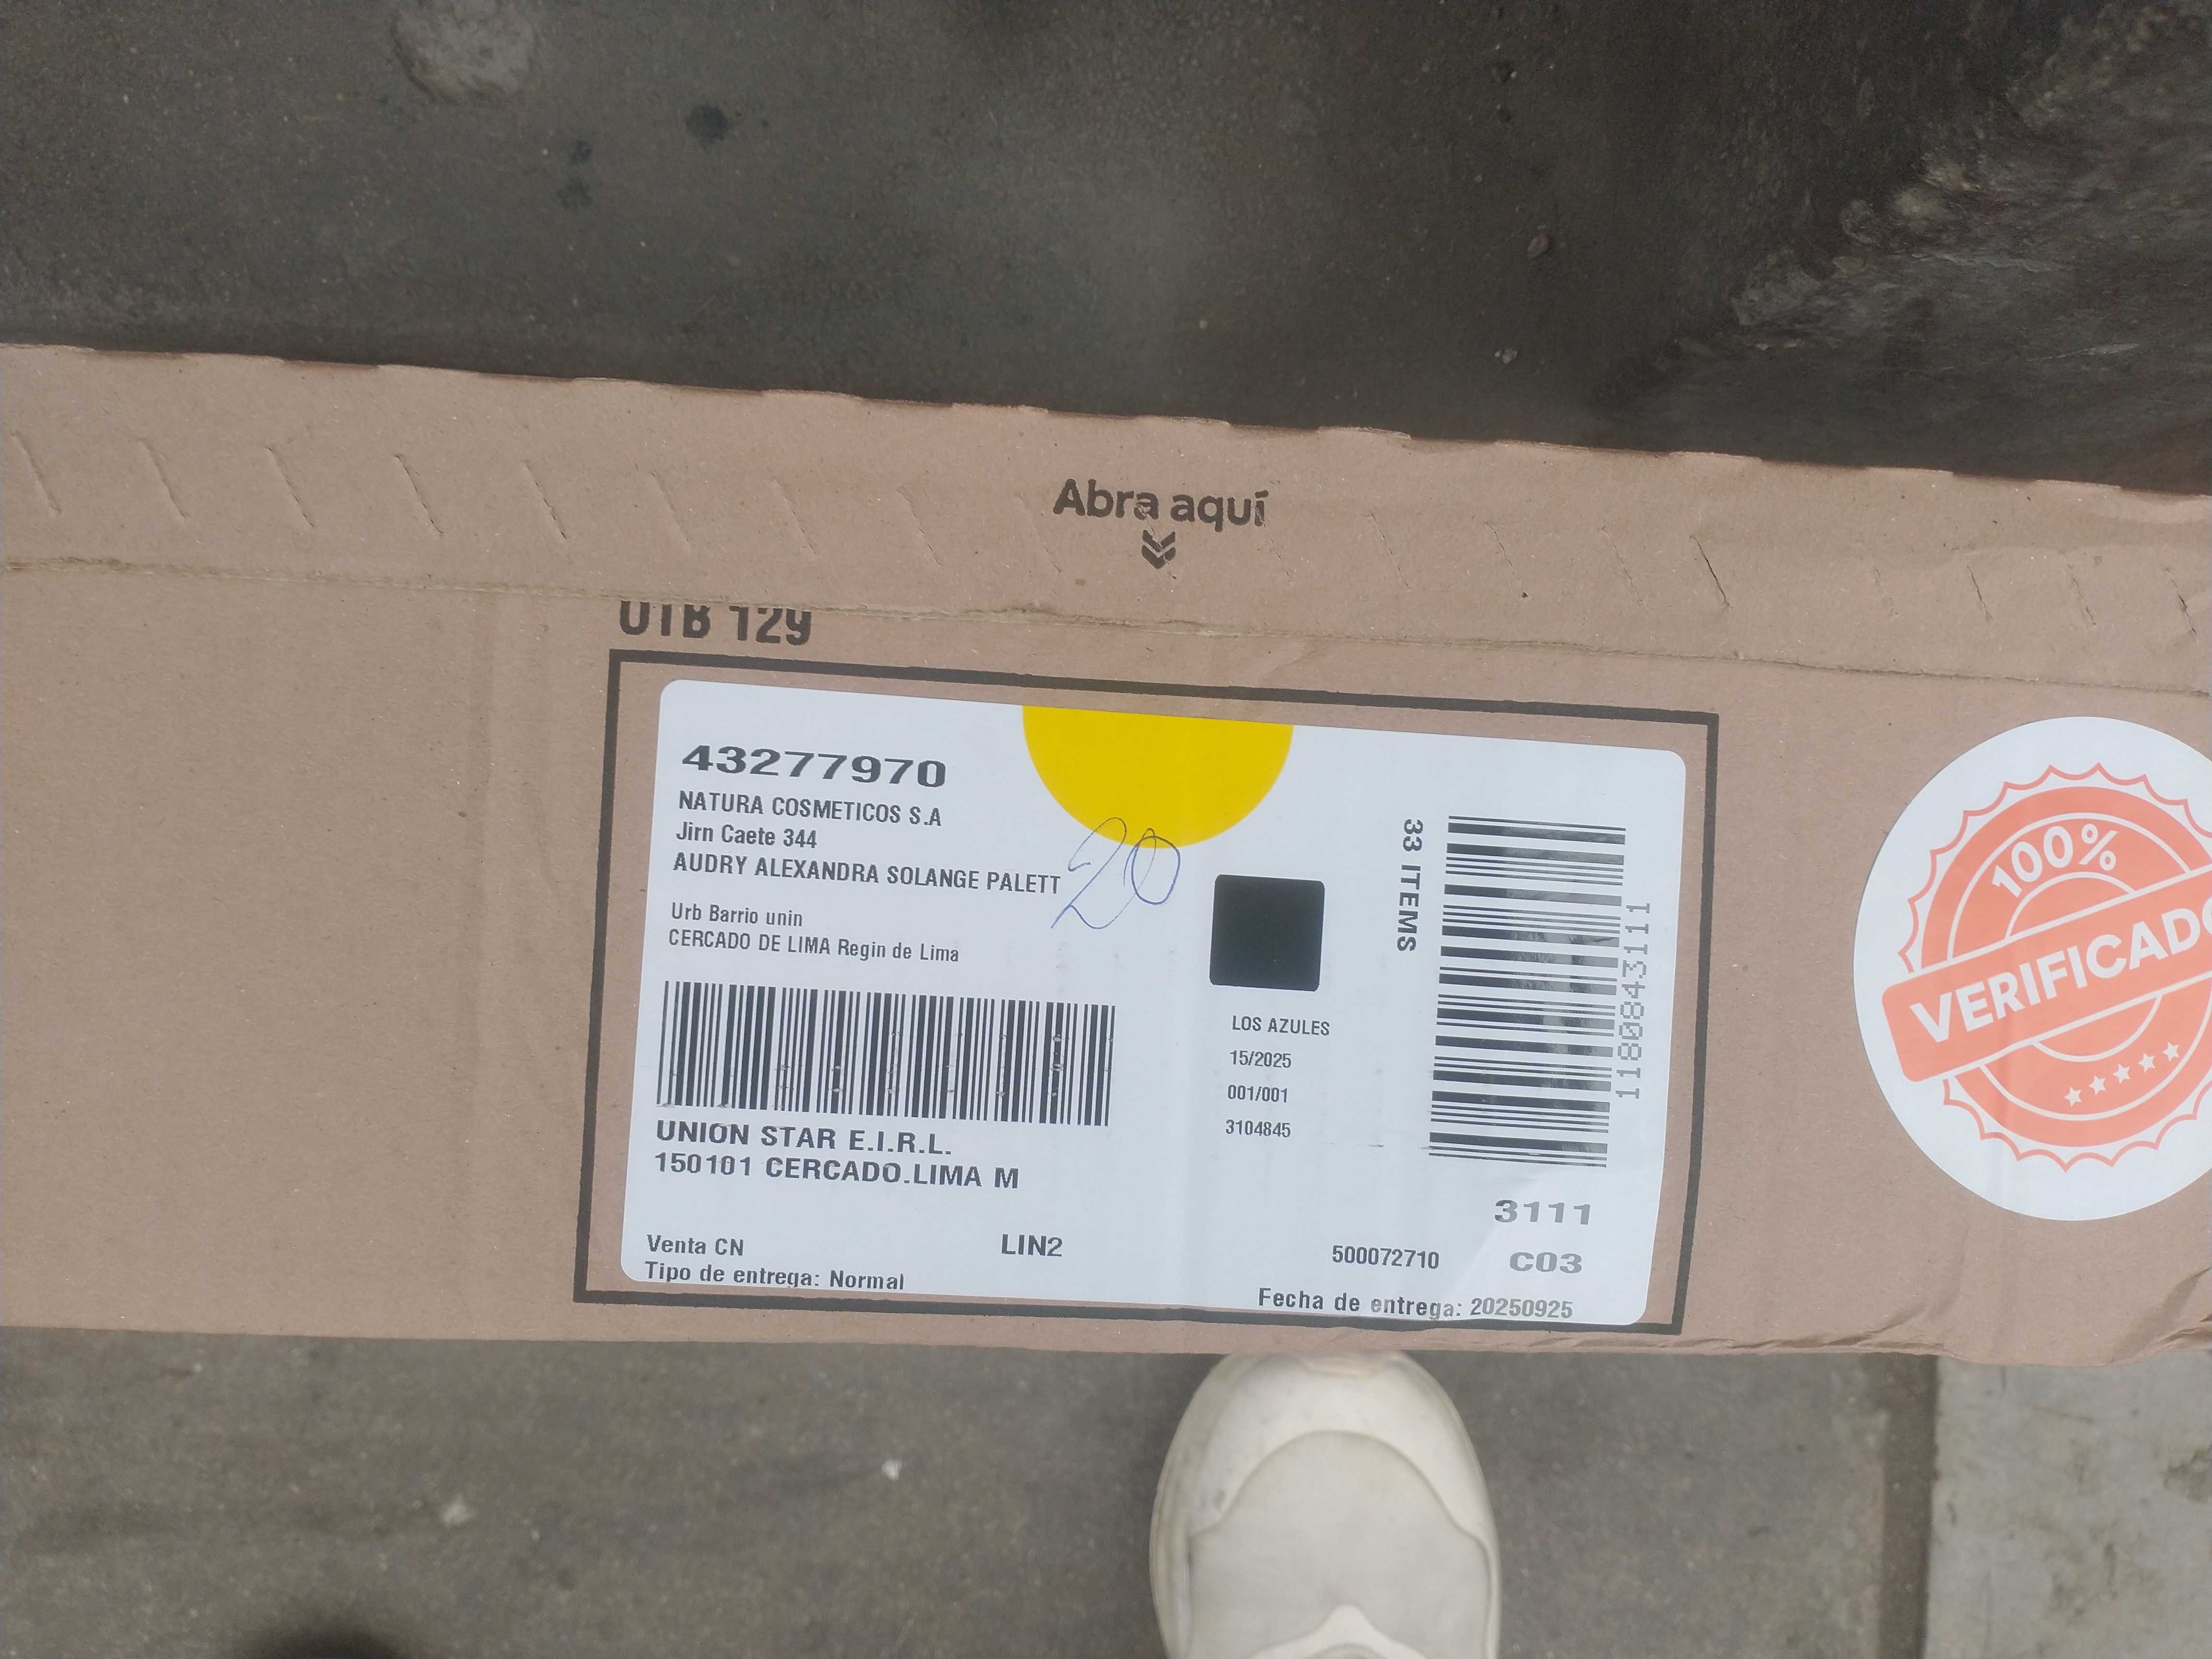 Abra aquí
UTB 129
43277970
NATURA COSMETICOS S.A
Jirn Caete 344
AUDRY ALEXANDRA SOLANGE PALETT
20
Urb Barrio unin
CERCADO DE LIMA Regin de Lima
UNION STAR E.I.R.L.
150101 CERCADO.LIMA M
Venta CN
LIN2
Tipo de entrega: Normal
LOS AZULES
15/2025
001/001
3104845
33 ITEMS
1180843111
3111
500072710
C03
Fecha de entrega: 20250925
100%
VERIFICADO